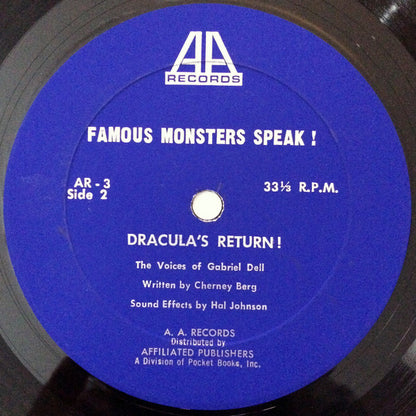 AA
RECORDS
FAMOUS MONSTERS SPEAK !
AR - 3
Side 2
33⅓ R.P.M.
DRACULA'S RETURN !
The Voices of Gabriel Dell
Written by Cherney Berg
Sound Effects by Hal Johnson
A. A. RECORDS
Distributed by
AFFILIATED PUBLISHERS
A Division of Pocket Books, Inc.